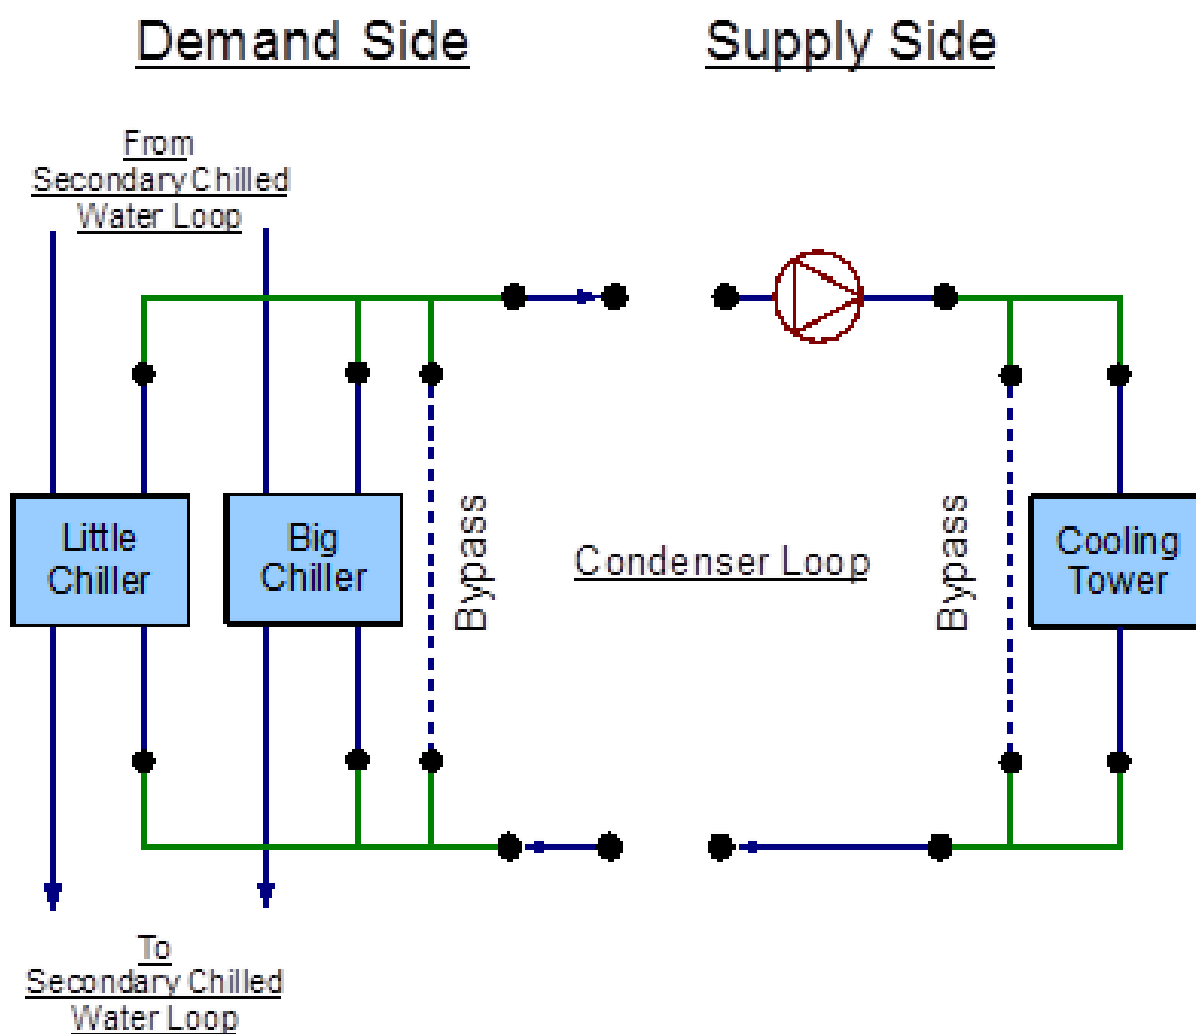 Demand Side
Supply Side
From
Secondary Chilled
Water Loop
Little
Chiller
Big
Chiller
Bypass
Condenser Loop
Bypass
Cooling
Tower
To
Secondary Chilled
Water Loop